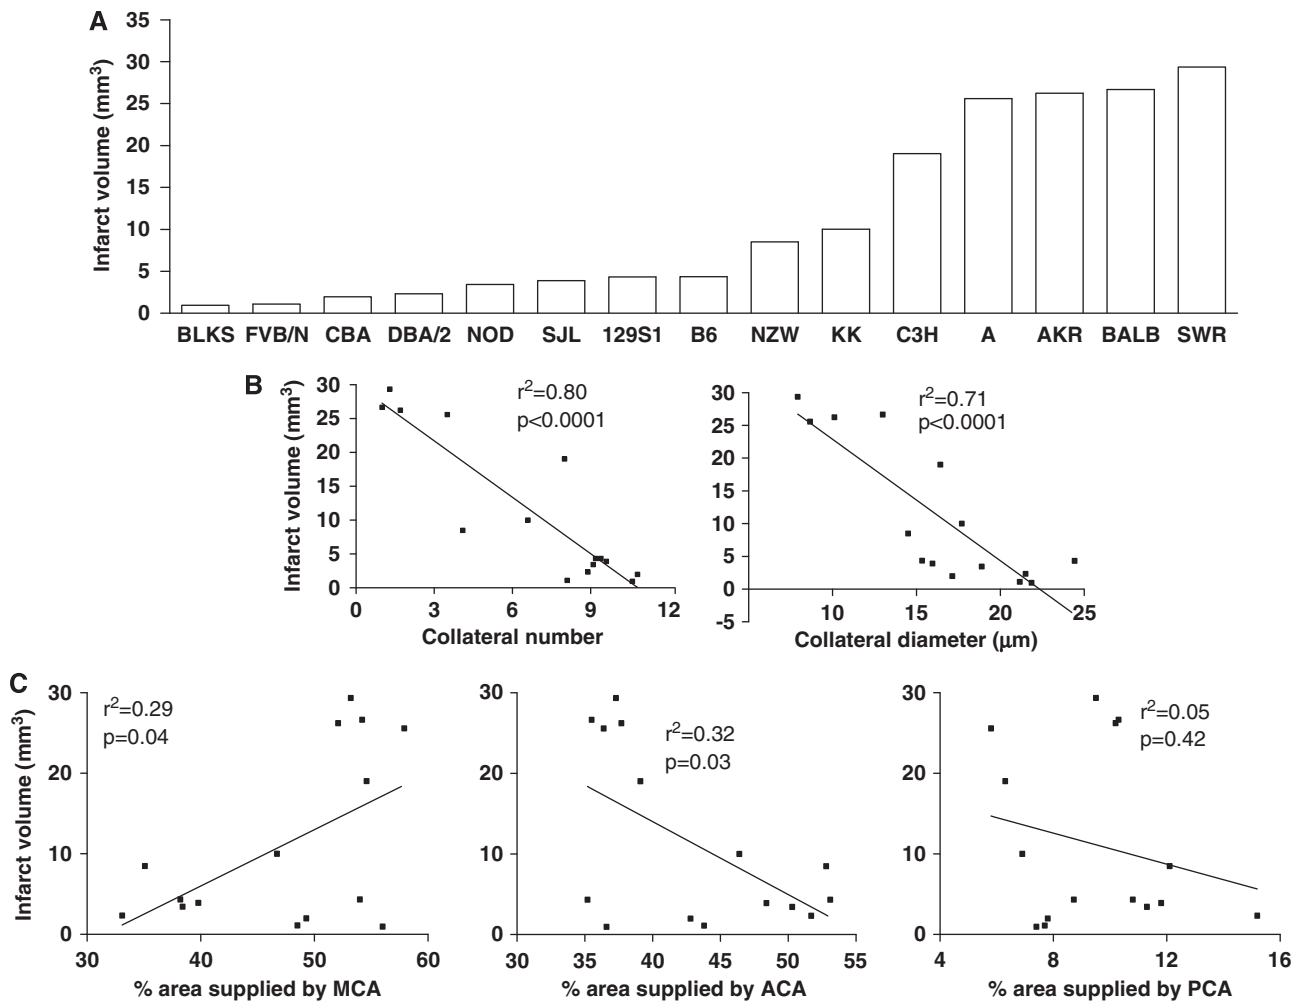 A
Infarct volume (mm³)
35
30
25
20
15
10
5
0
BLKS FVB/N CBA DBA/2 NOD SJL 129S1 B6 NZW KK C3H A AKR BALB SWR
B
Infarct volume (mm³)
30
25
20
15
10
5
0
r²=0.80
p<0.0001
0 3 6 9 12
Collateral number
30
25
20
15
10
5
0
-5
r²=0.71
p<0.0001
10 15 20 25
Collateral diameter (μm)
C
Infarct volume (mm³)
30
20
10
0
r²=0.29
p=0.04
30 40 50 60
% area supplied by MCA
30
20
10
0
r²=0.32
p=0.03
30 35 40 45 50 55
% area supplied by ACA
30
20
10
0
r²=0.05
p=0.42
4 8 12 16
% area supplied by PCA